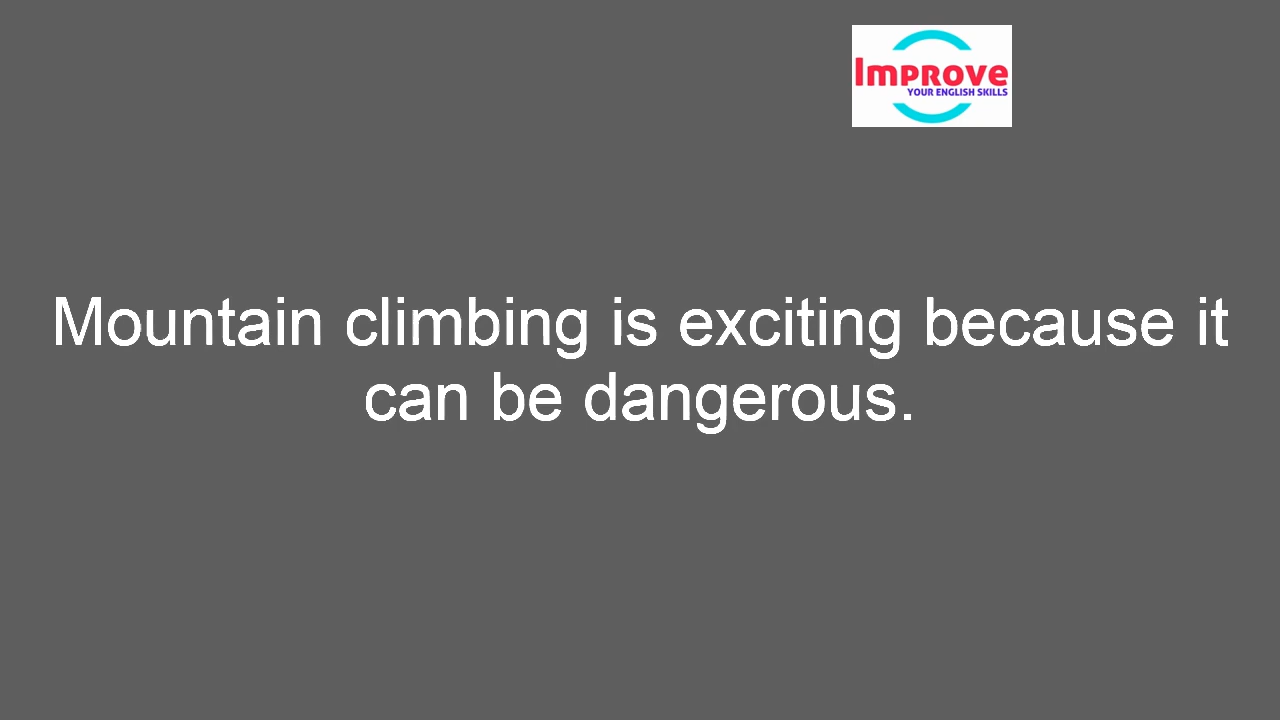 Improve
YOUR ENGLISH SKILLS
Mountain climbing is exciting because it
can be dangerous.